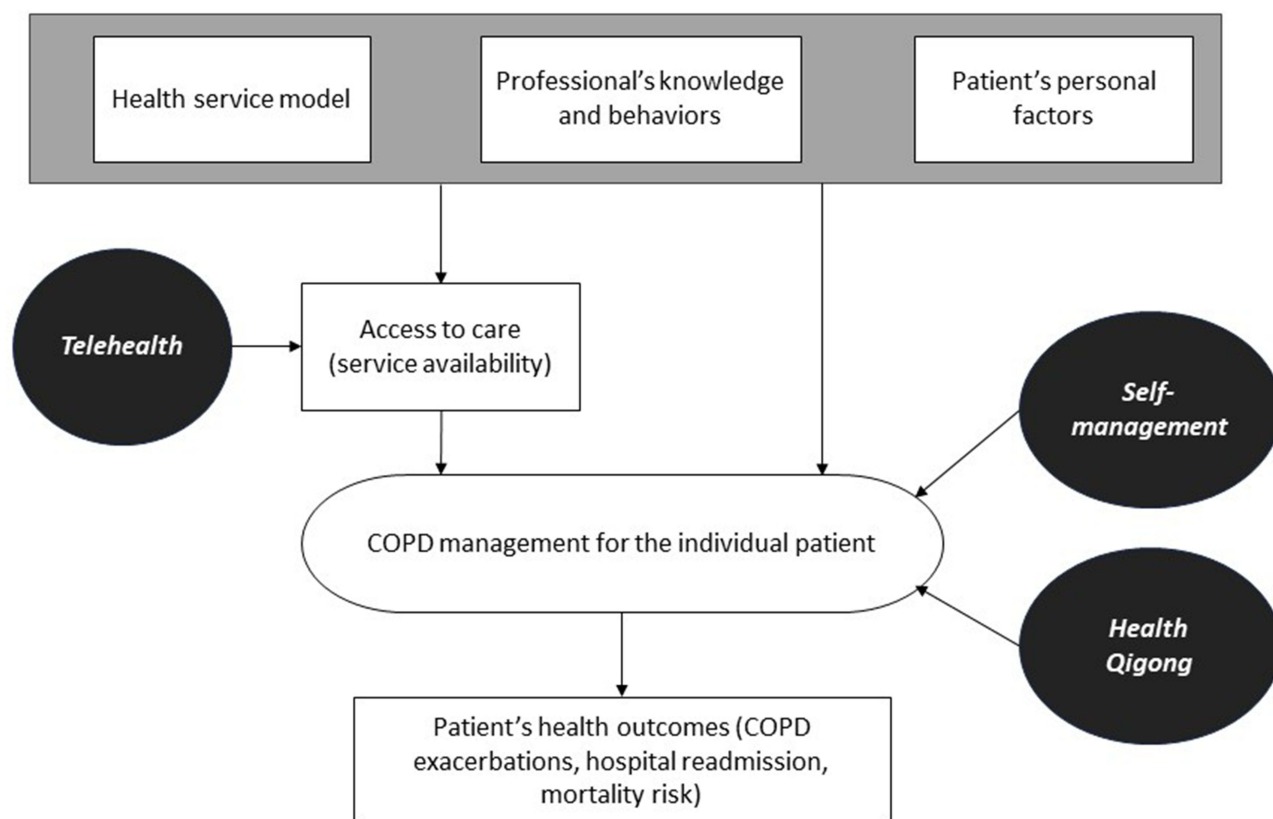 Health service model
Professional's knowledge
and behaviors
Patient's personal
factors
Telehealth
Access to care
(service availability)
Self-
management
COPD management for the individual patient
Health
Qigong
Patient's health outcomes (COPD
exacerbations, hospital readmission,
mortality risk)